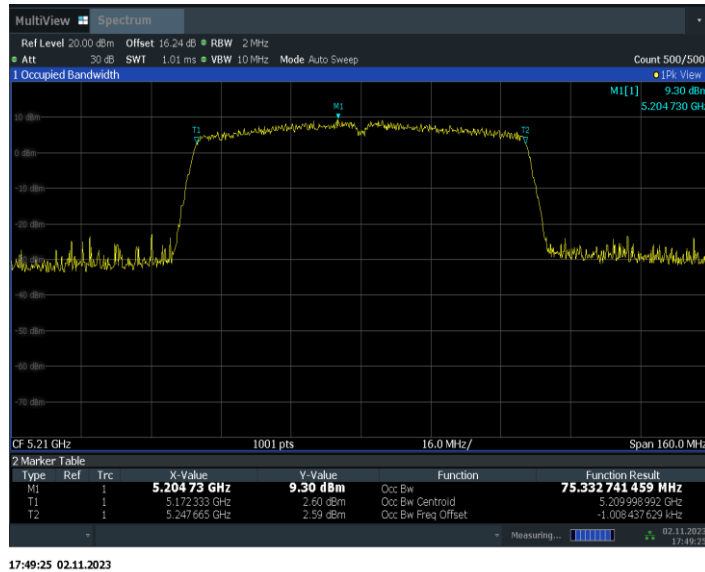 MultiView Spectrum
Ref Level 20.00 dBm Offset 16.24 dB RBW 2 MHz
Att 30 dB SWT 1.01 ms VBW 10 MHz Mode Auto Sweep Count 500/500
1 Occupied Bandwidth 1Pk View
M1[1] 9.30 dBm
5.204 730 GHz
M1
10 dBm
T1 T2
0 dBm
-10 dBm
-20 dBm
-40 dBm
-50 dBm
-60 dBm
-70 dBm
CF 5.21 GHz 1001 pts 16.0 MHz/ Span 160.0 MHz
2 Marker Table
Type Ref Trc X-Value Y-Value Function Function Result
M1 1 5.204 73 GHz 9.30 dBm Occ Bw 75.332 741 459 MHz
T1 1 5.172 333 GHz 2.60 dBm Occ Bw Centroid 5.209 998 992 GHz
T2 1 5.247 665 GHz 2.59 dBm Occ Bw Freq Offset -1.008 437 629 kHz
Measuring... 02.11.2023
17:49:25
17:49:25 02.11.2023